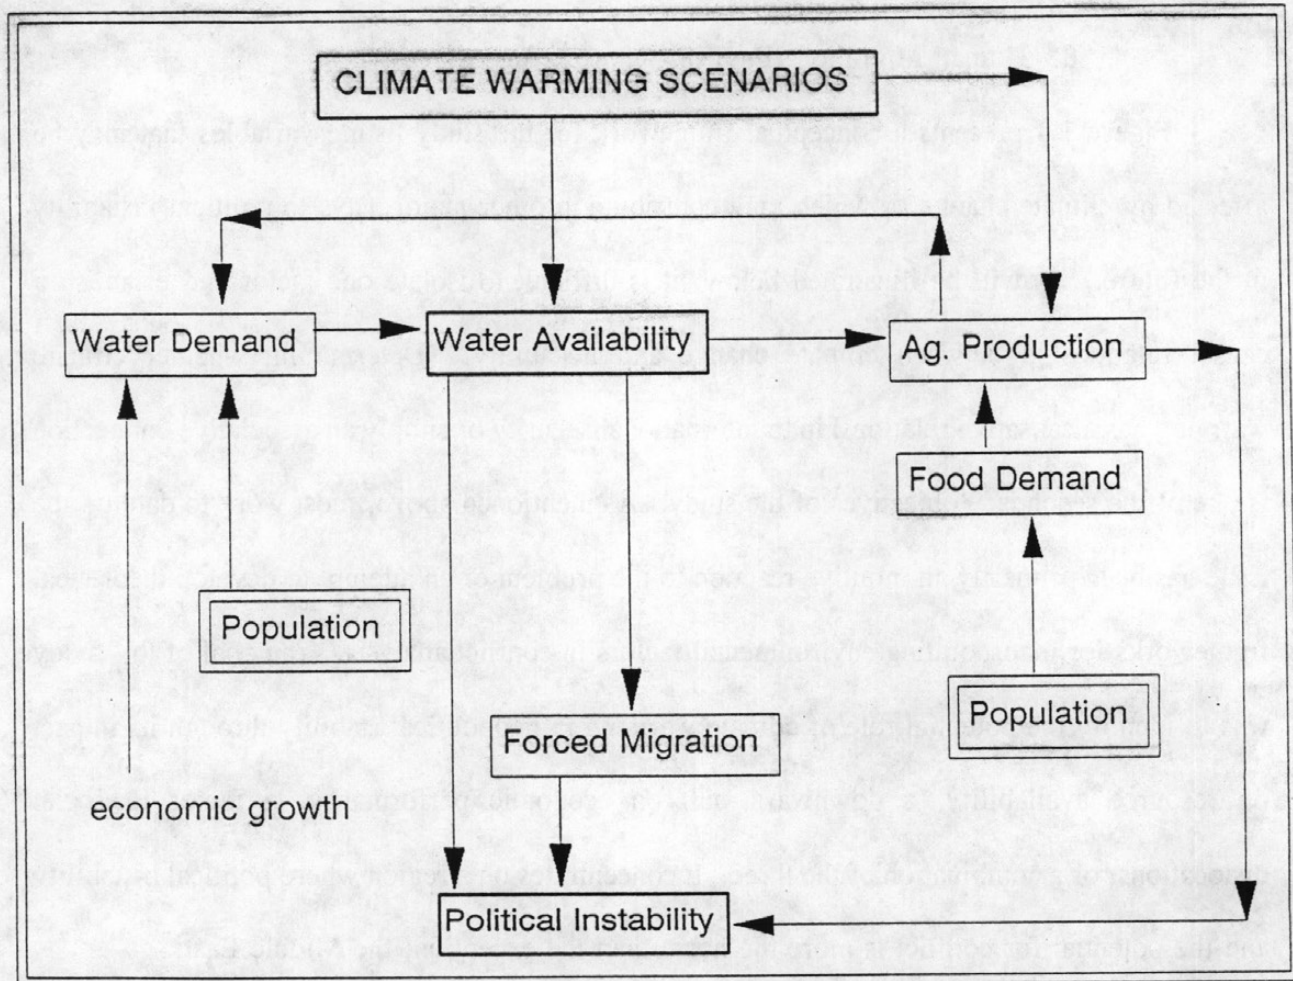 CLIMATE WARMING SCENARIOS
Water Demand
Water Availability
Ag. Production
Food Demand
Population
Population
Forced Migration
economic growth
Political Instability